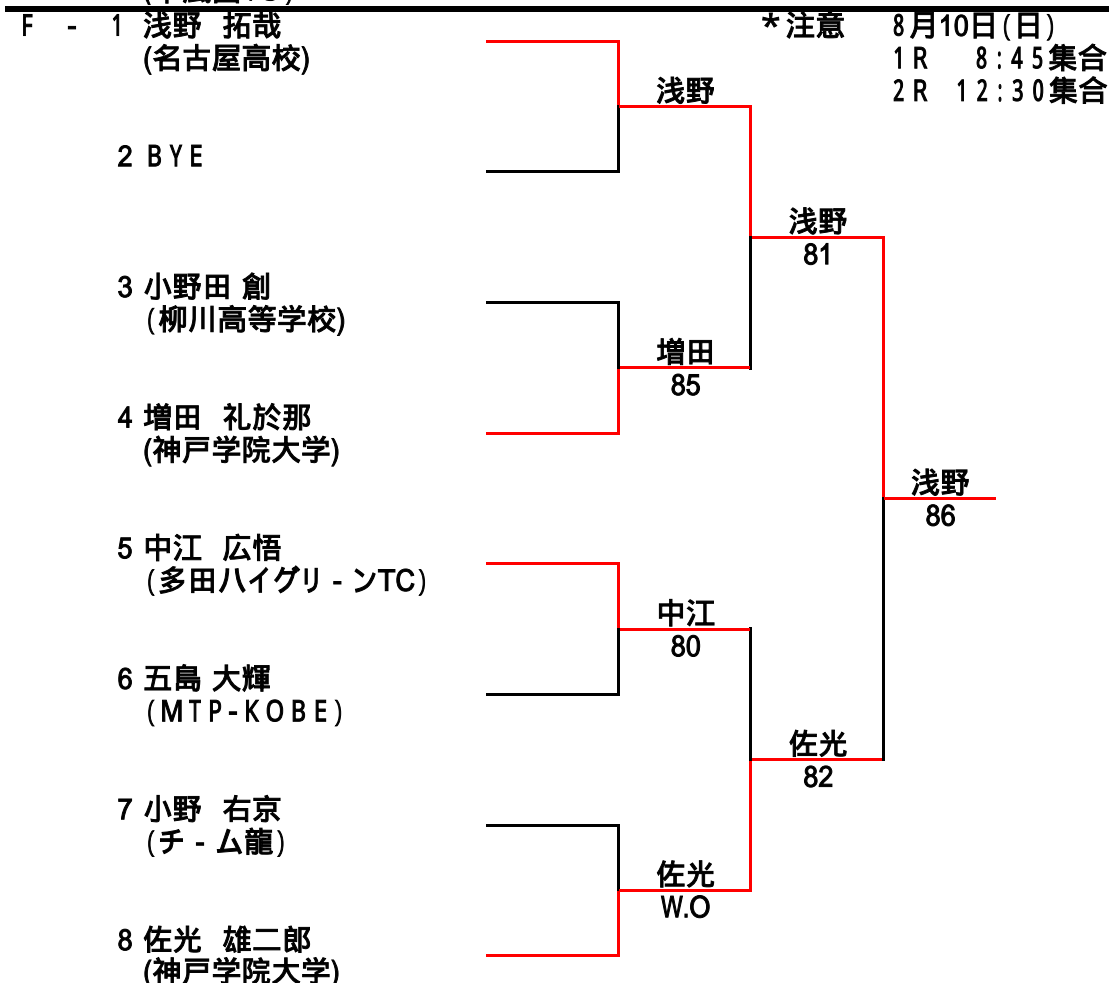 F - 1 浅野 拓哉 *注意 8月10日(日)
(名古屋高校) 1R 8:45集合
浅野 2R 12:30集合
2 BYE
浅野
81
3 小野田 創
(柳川高等学校)
増田
85
4 増田 礼於那
(神戸学院大学)
浅野
86
5 中江 広悟
(多田ハイグリ-ンTC)
中江
80
6 五島 大輝
(MTP-KOBE)
佐光
82
7 小野 右京
(チ-ム龍)
佐光
W.O
8 佐光 雄二郎
(神戸学院大学)